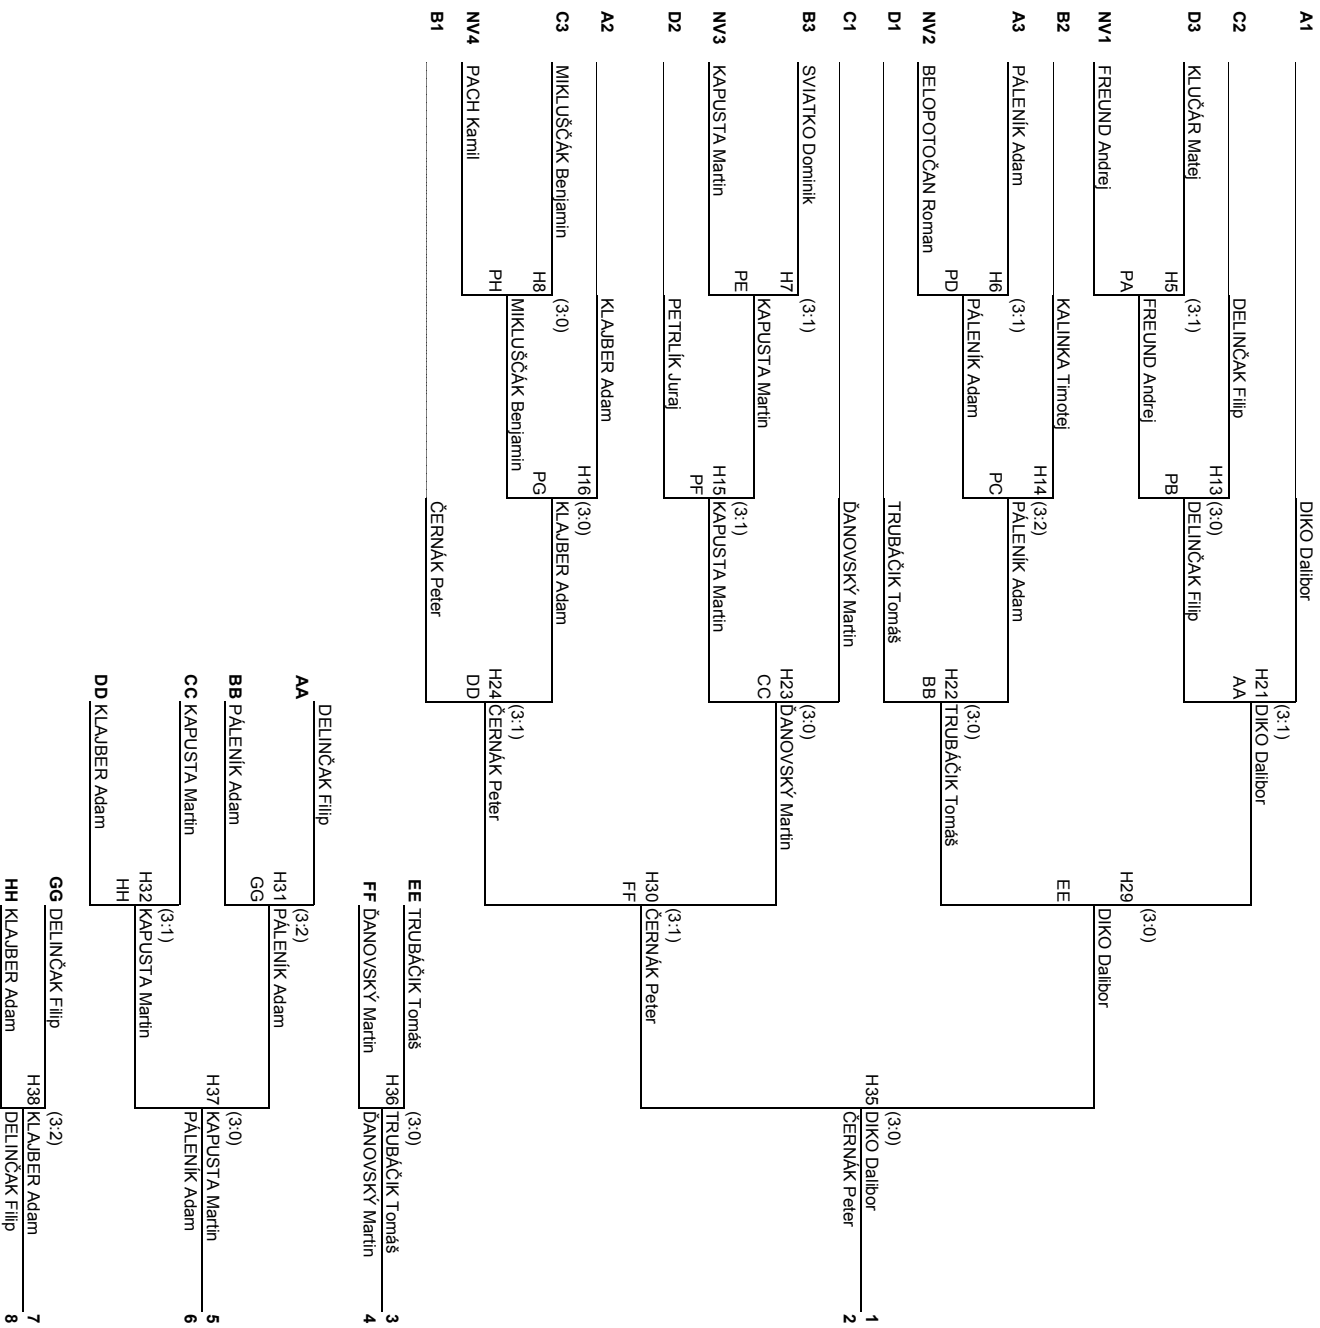 A1
DIKO Dalibor
H21 (3:1)
DIKO Dalibor
AA
C2
DELINČAK Filip
H13 (3:0)
DELINČAK Filip
PB
D3 KLUČÁR Matej
H5 (3:1)
FREUND Andrej
PA
NV1 FREUND Andrej
H29 (3:0)
DIKO Dalibor
EE
B2
KALINKA Timotej
H14 (3:2)
PÁLENÍK Adam
PC
A3 PÁLENÍK Adam
H6 (3:1)
PÁLENÍK Adam
PD
NV2 BELOPOTOČAN Roman
H22 (3:0)
TRUBÁČIK Tomáš
BB
D1
TRUBÁČIK Tomáš
H35 (3:0)
DIKO Dalibor 1
ČERNÁK Peter 2
C1
ĎANOVSKÝ Martin
H23 (3:0)
ĎANOVSKÝ Martin
CC
B3 SVIATKO Dominik
H7 (3:1)
KAPUSTA Martin
PE
NV3 KAPUSTA Martin
H15 (3:1)
KAPUSTA Martin
PF
D2
PETRLÍK Juraj
H30 (3:1)
ČERNÁK Peter
FF
A2
KLAJBER Adam
H16 (3:0)
KLAJBER Adam
PG
C3 MIKLUŠČÁK Benjamin
H8 (3:0)
MIKLUŠČÁK Benjamin
PH
NV4 PACH Kamil
H24 (3:1)
ČERNÁK Peter
DD
B1
ČERNÁK Peter
EE TRUBÁČIK Tomáš
H36 (3:0)
TRUBÁČIK Tomáš 3
ĎANOVSKÝ Martin 4
FF ĎANOVSKÝ Martin
AA DELINČAK Filip
H31 (3:2)
PÁLENÍK Adam
GG
BB PÁLENÍK Adam
H37 (3:0)
KAPUSTA Martin 5
PÁLENÍK Adam 6
CC KAPUSTA Martin
H32 (3:1)
KAPUSTA Martin
HH
DD KLAJBER Adam
GG DELINČAK Filip
H38 (3:2)
KLAJBER Adam 7
DELINČAK Filip 8
HH KLAJBER Adam